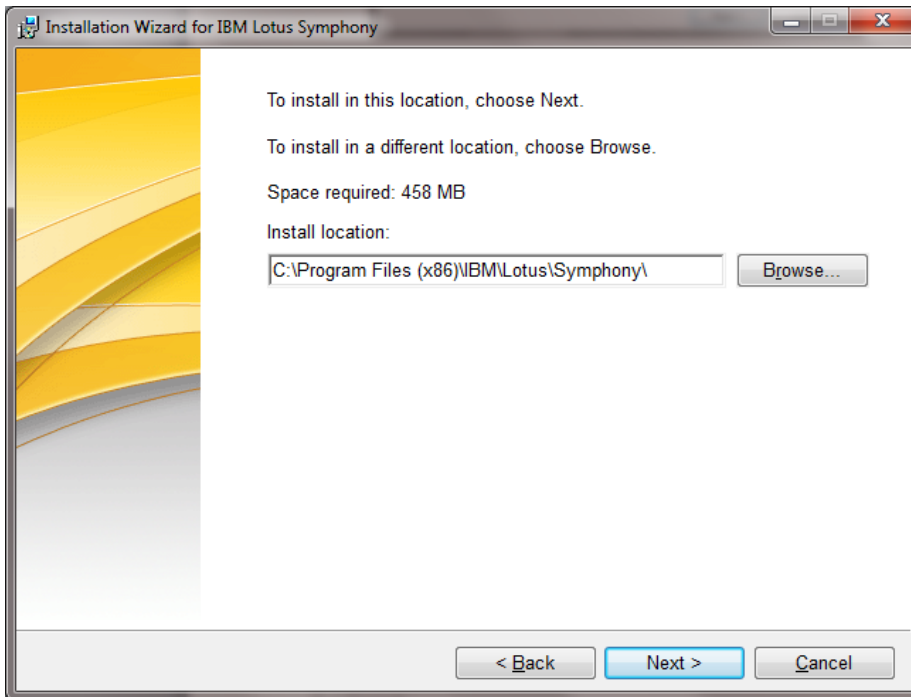 Installation Wizard for IBM Lotus Symphony
To install in this location, choose Next.
To install in a different location, choose Browse.
Space required: 458 MB
Install location:
C:\Program Files (x86)\IBM\Lotus\Symphony\
Browse...
< Back
Next >
Cancel